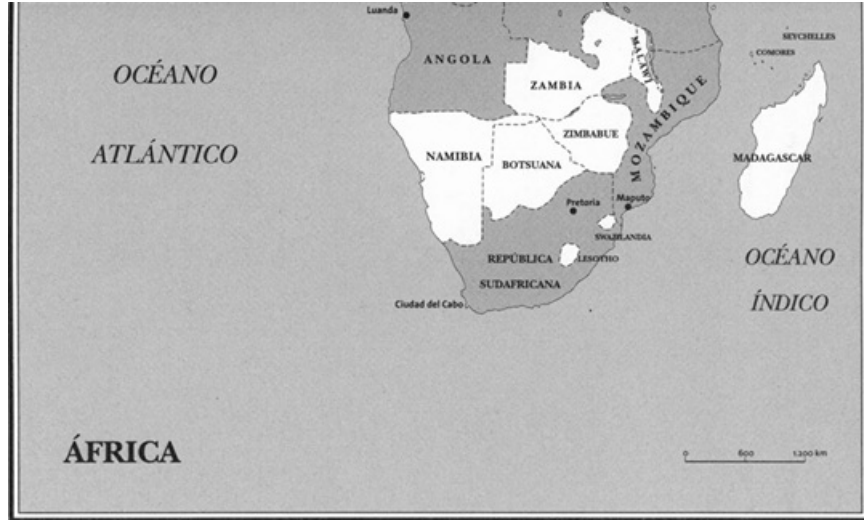 Luanda
ANGOLA
MALAWI
SEYCHELLES
COMORES
OCÉANO
ZAMBIA
MOZAMBIQUE
ZIMBABUE
ATLÁNTICO
NAMIBIA
BOTSUANA
MADAGASCAR
Pretoria
Maputo
SWAZILANDIA
REPÚBLICA
LESOTHO
OCÉANO
SUDAFRICANA
ÍNDICO
Ciudad del Cabo
ÁFRICA
0 600 1.200 km